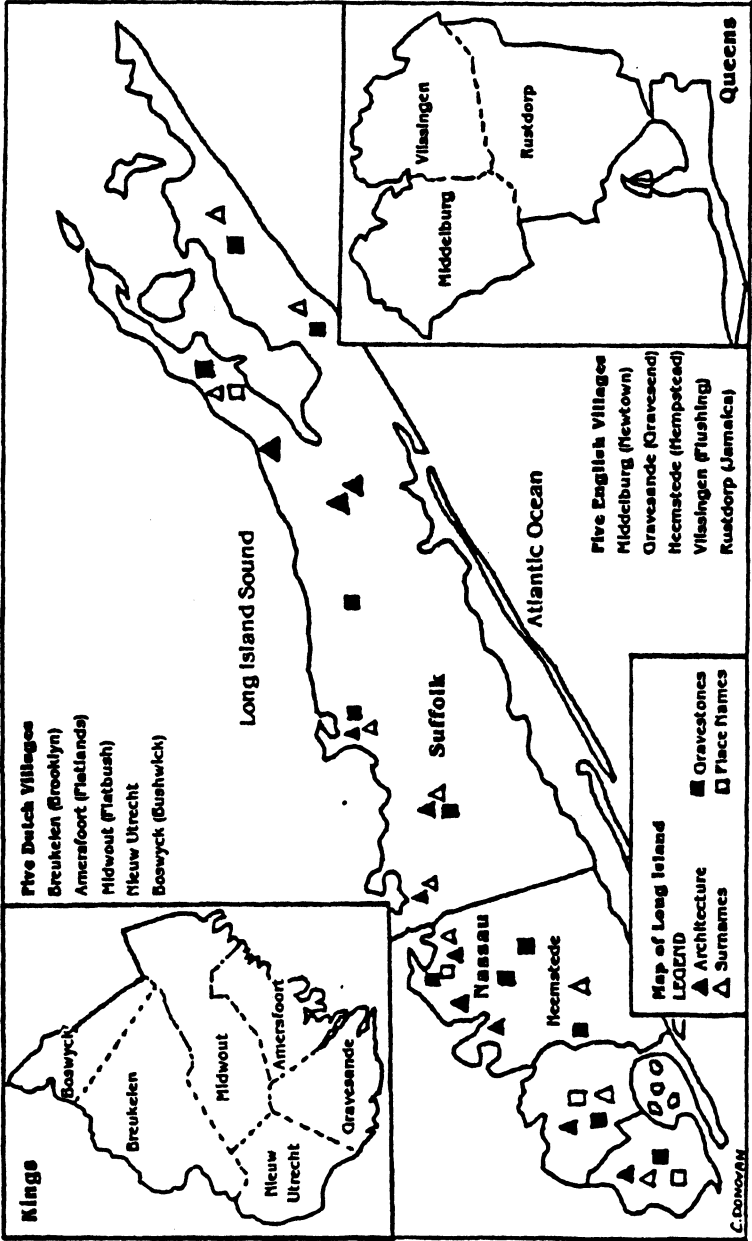 Kings
Boswyck
Breukelen
Midwout
Amersfoort
Nieuw
Utrecht
Gravesande
Five Dutch Villages
Breukelen (Brooklyn)
Amersfoort (Flatlands)
Midwout (Flatbush)
Nieuw Utrecht
Boswyck (Bushwick)
Long Island Sound
Suffolk
Nassau
Heemstede
Atlantic Ocean
Vlissingen
Middelburg
Rustdorp
Queens
Five English Villages
Middelburg (Newtown)
Gravesande (Gravesend)
Heemstede (Hempstead)
Vlissingen (Flushing)
Rustdorp (Jamaica)
Map of Long Island
LEGEND
Architecture
Gravestones
Surnames
Place Names
C. DONOVAN